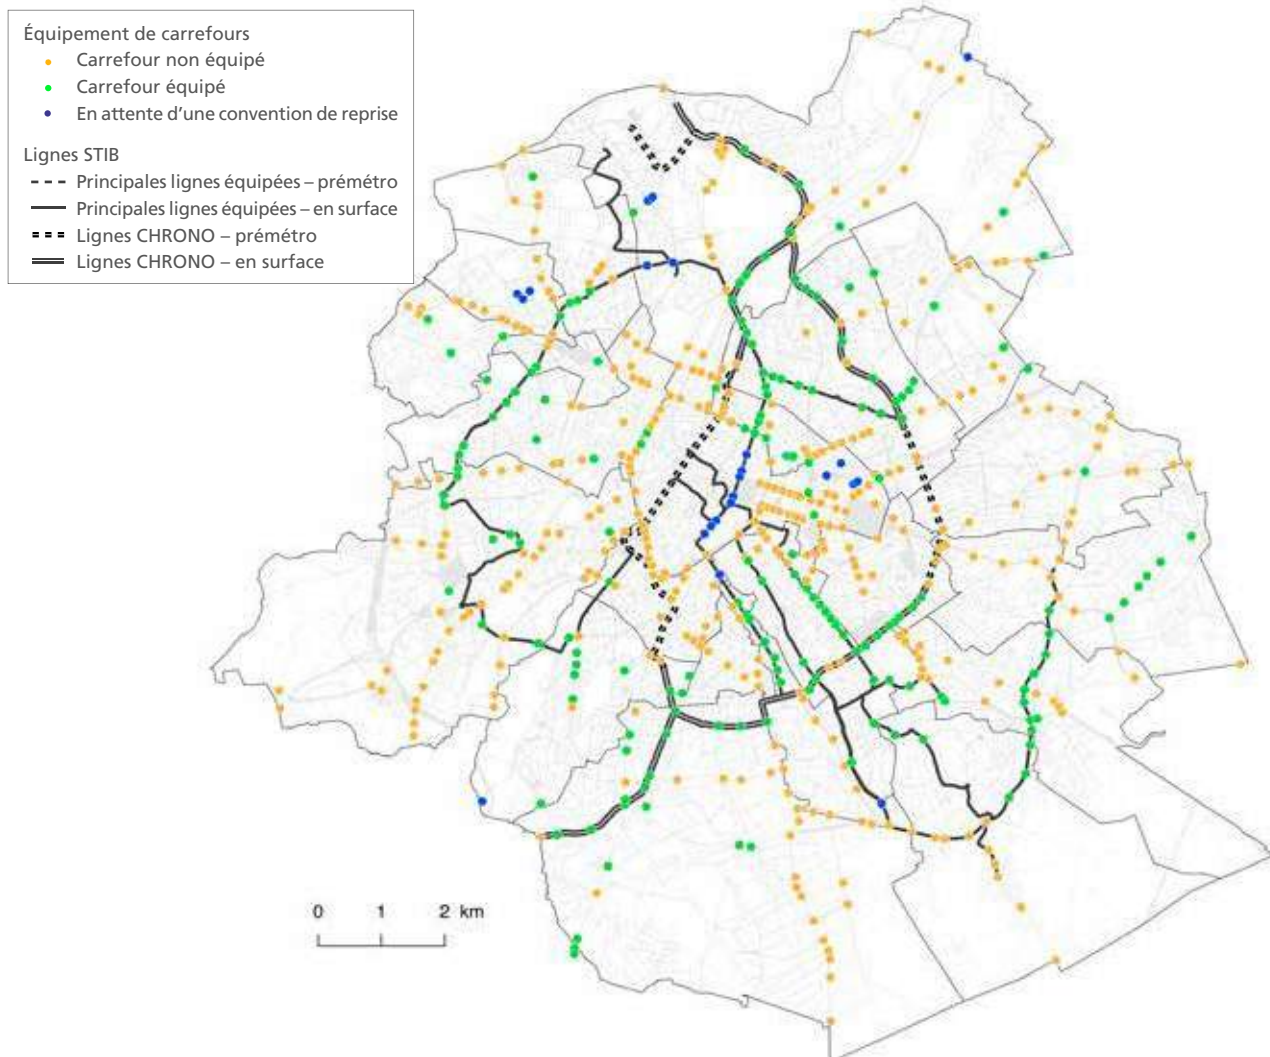 Équipement de carrefours
Carrefour non équipé
Carrefour équipé
En attente d'une convention de reprise
Lignes STIB
Principales lignes équipées – prémétro
Principales lignes équipées – en surface
Lignes CHRONO – prémétro
Lignes CHRONO – en surface
0 1 2 km